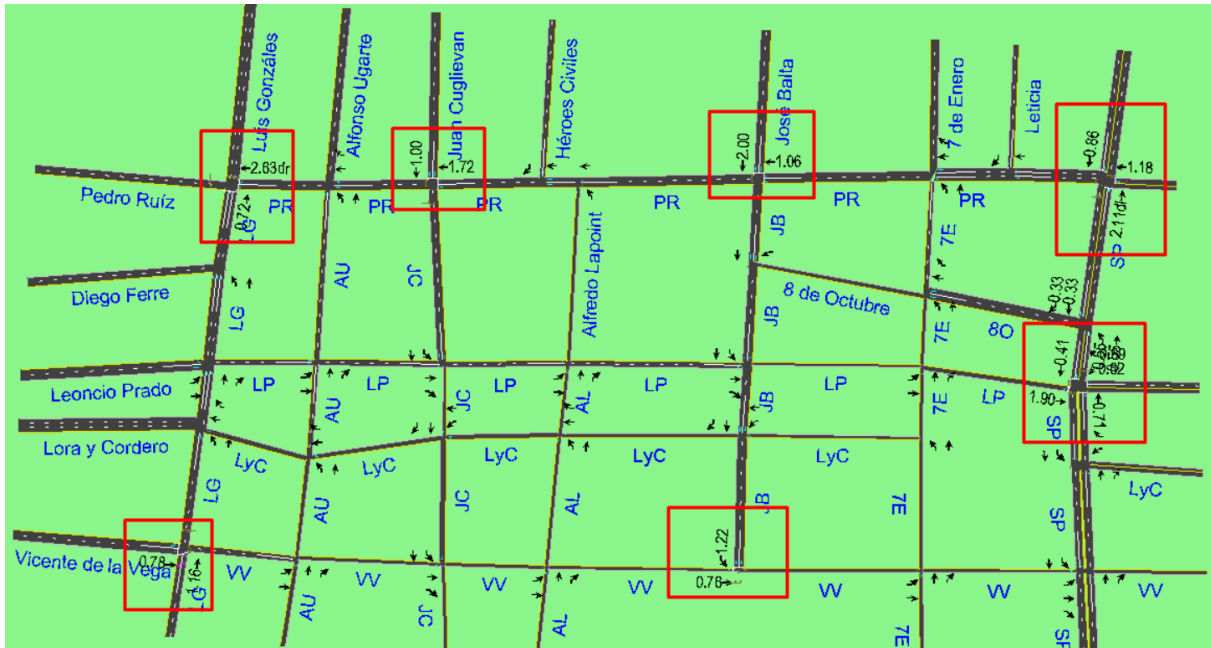 Luis Gonzáles
Alfonso Ugarte
Juan Cuglievan
Héroes Civiles
José Balta
7 de Enero
Leticia
2.63dr
1.00
1.72
2.00
1.06
0.86
1.18
Pedro Ruíz
0.72
LG
PR
PR
PR
PR
PR
PR
2.11dl
SP
Diego Ferre
LG
AU
JC
Alfredo Lapoint
JB
JB
8 de Octubre
7E
7E
8O
0.33
0.33
0.41
Leoncio Prado
LP
LP
LP
LP
LP
1.90
0.71
Lora y Cordero
AU
JC
AL
JB
7E
SP
LyC
LyC
LyC
LyC
LyC
LyC
LG
AU
JC
AL
JB
7E
SP
Vicente de la Vega
0.78
LG
VV
VV
VV
1.22
0.76
VV
VV
VV
AU
JC
AL
7E
SP